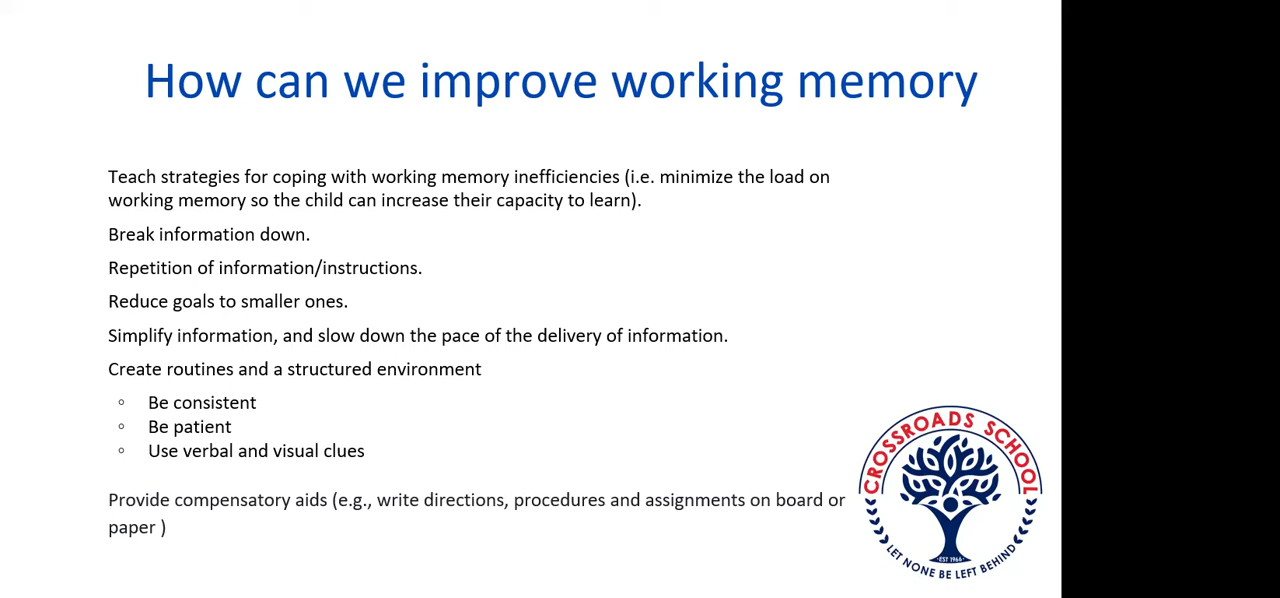 How can we improve working memory
Teach strategies for coping with working memory inefficiencies (i.e. minimize the load on
working memory so the child can increase their capacity to learn).
Break information down.
Repetition of information/instructions.
Reduce goals to smaller ones.
Simplify information, and slow down the pace of the delivery of information.
Create routines and a structured environment
◦ Be consistent
◦ Be patient
◦ Use verbal and visual clues
Provide compensatory aids (e.g., write directions, procedures and assignments on board or
paper )
CROSSROADS SCHOOL
EST 1966
LET NONE BE LEFT BEHIND